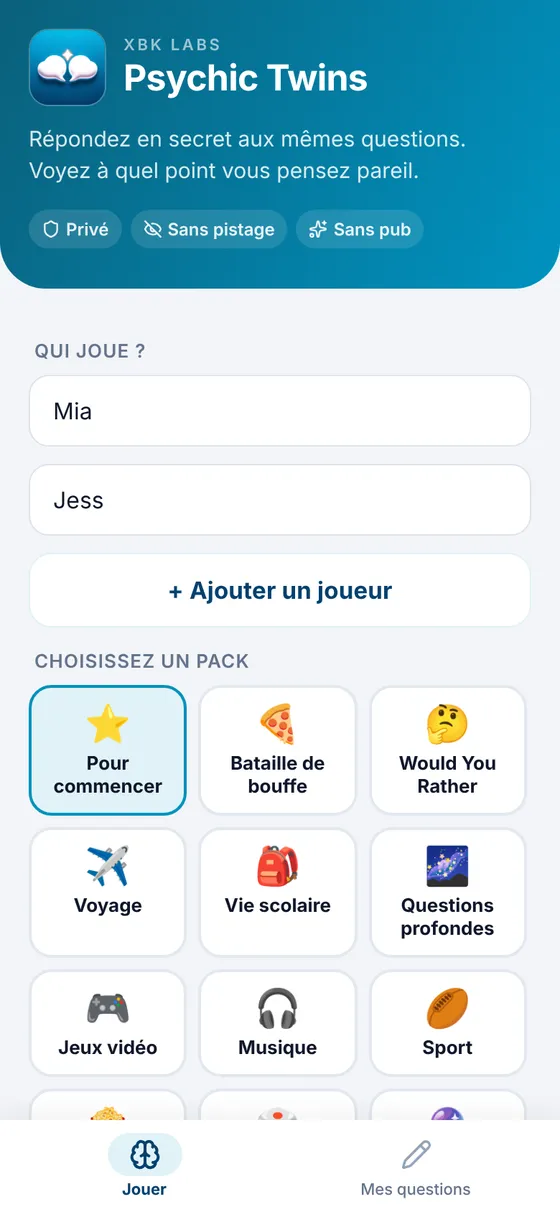 XBK LABS
Psychic Twins
Répondez en secret aux mêmes questions.
Voyez à quel point vous pensez pareil.
Privé
Sans pistage
Sans pub
QUI JOUE ?
Mia
Jess
+ Ajouter un joueur
CHOISISSEZ UN PACK
Pour
commencer
Bataille de
bouffe
Would You
Rather
Voyage
Vie scolaire
Questions
profondes
Jeux vidéo
Musique
Sport
Jouer
Mes questions